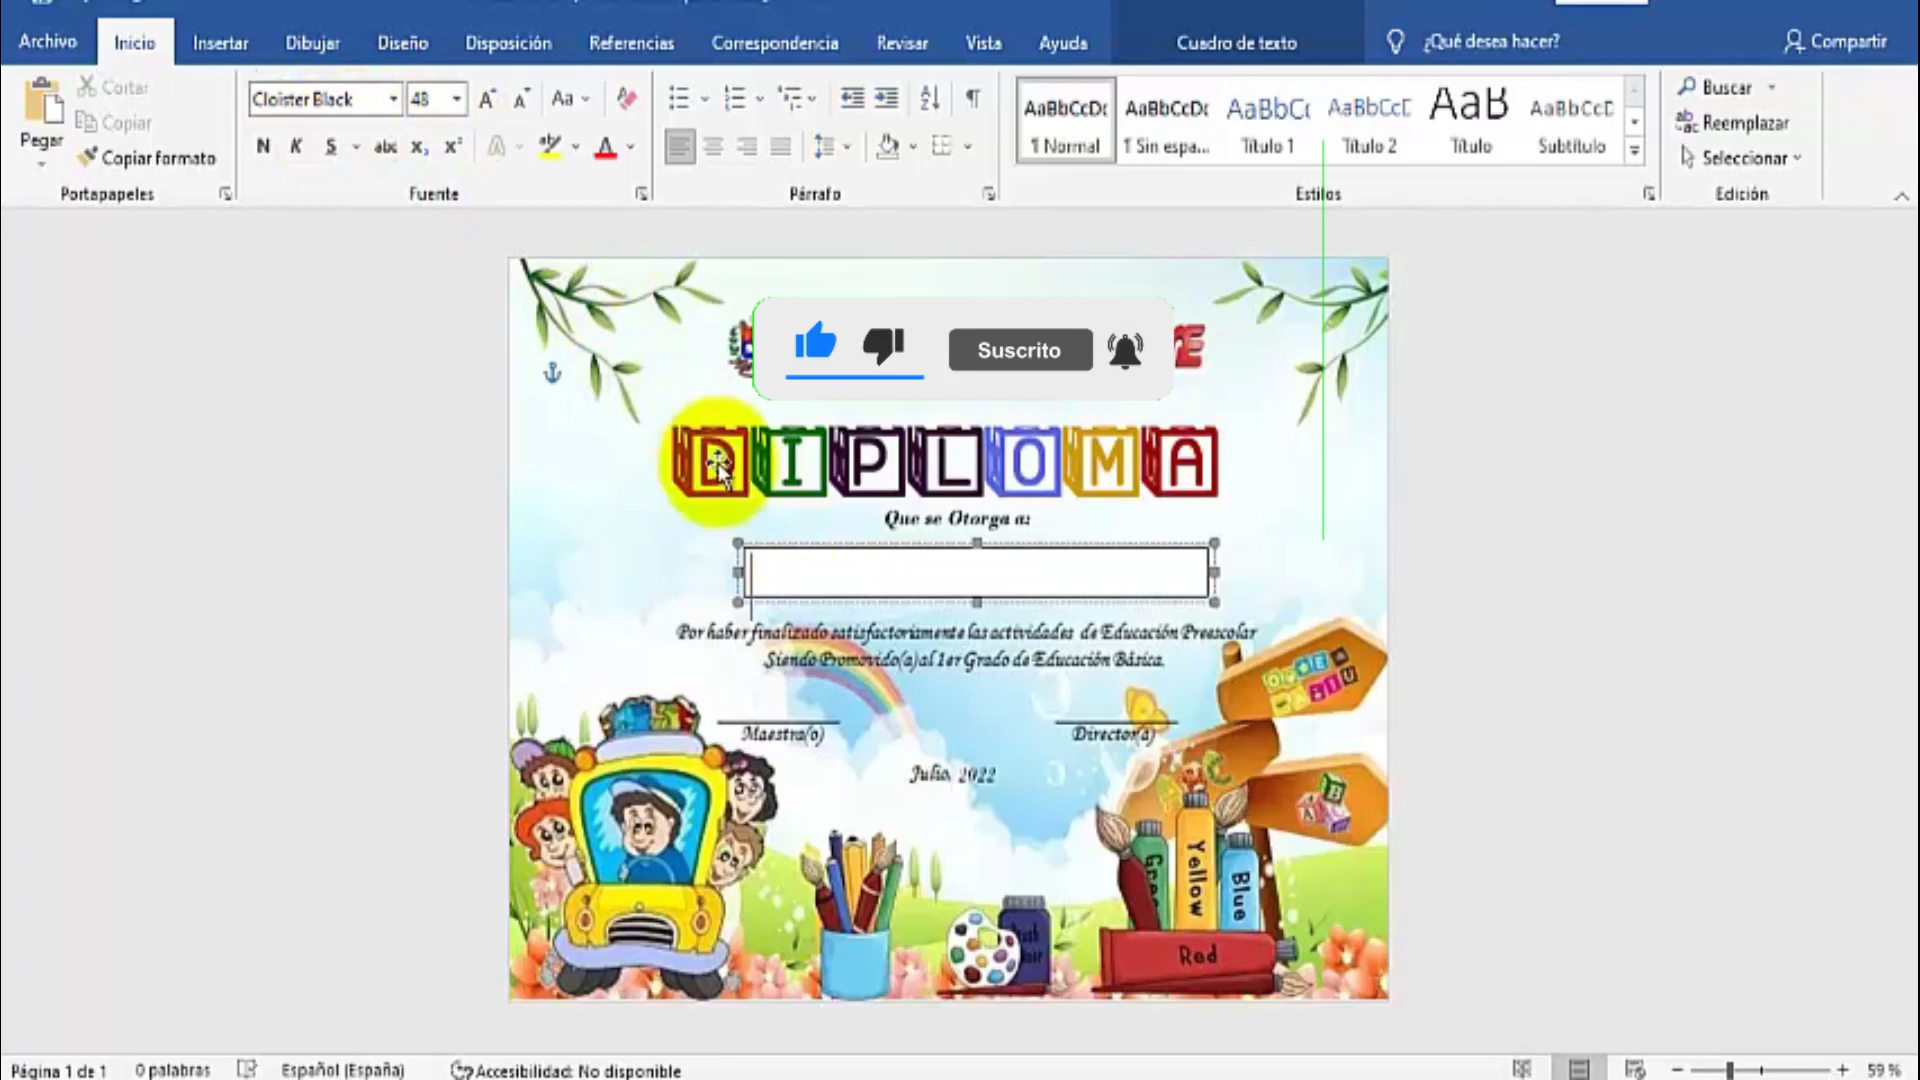 Archivo Inicio Insertar Dibujar Diseño Disposición Referencias Correspondencia Revisar Vista Ayuda Cuadro de texto ¿Qué desea hacer? Compartir
Pegar
Cortar
Copiar
Copiar formato
Portapapeles
Cloister Black 48
Aa
N K S abc x₂ x² A aby A
Fuente
Párrafo
AaBbCcDc AaBbCcDc AaBbCc AaBbCcD AaB AaBbCcD
¶ Normal ¶ Sin espa... Título 1 Título 2 Título Subtítulo
Estilos
Buscar
Reemplazar
Seleccionar
Edición
Suscrito
E
DIPLOMA
Que se Otorga a:
Por haber finalizado satisfactoriamente las actividades de Educación Preescolar
Siendo Promovido(a) al 1er Grado de Educación Básica.
Maestra(o) Director(a)
Julio, 2022
Yellow
Blue
Red
Página 1 de 1 0 palabras Español (España) Accesibilidad: No disponible 59 %